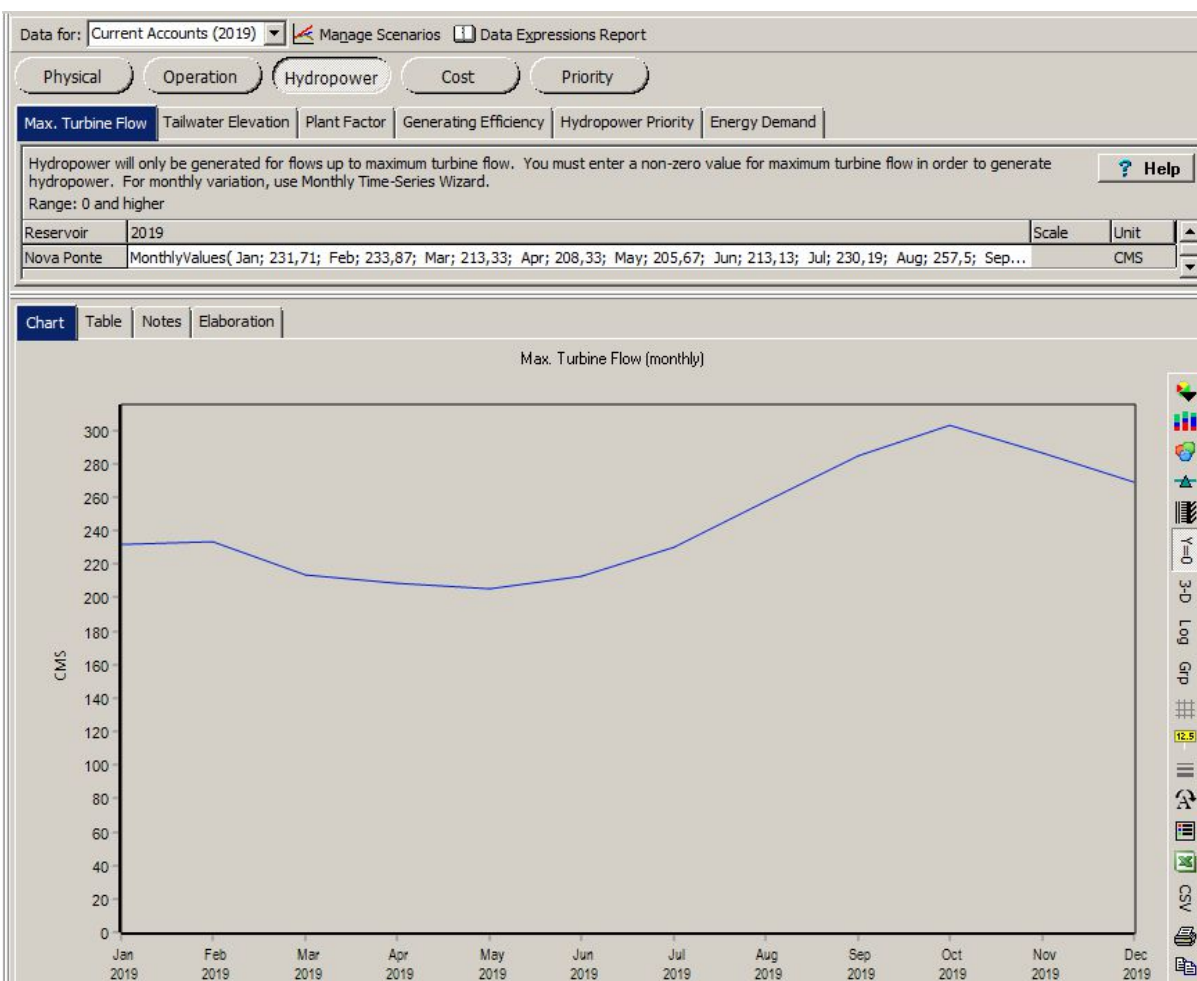 Data for: Current Accounts (2019) Manage Scenarios Data Expressions Report
Physical Operation Hydropower Cost Priority
Max. Turbine Flow Tailwater Elevation Plant Factor Generating Efficiency Hydropower Priority Energy Demand
Hydropower will only be generated for flows up to maximum turbine flow. You must enter a non-zero value for maximum turbine flow in order to generate
hydropower. For monthly variation, use Monthly Time-Series Wizard.
? Help
Range: 0 and higher
Reservoir 2019 Scale Unit
Nova Ponte MonthlyValues( Jan; 231,71; Feb; 233,87; Mar; 213,33; Apr; 208,33; May; 205,67; Jun; 213,13; Jul; 230,19; Aug; 257,5; Sep... CMS
Chart Table Notes Elaboration
Max. Turbine Flow (monthly)
CMS
300
280
260
240
220
200
180
160
140
120
100
80
60
40
20
0
Jan Feb Mar Apr May Jun Jul Aug Sep Oct Nov Dec
2019 2019 2019 2019 2019 2019 2019 2019 2019 2019 2019 2019
Y=0
3-D
Log
Grp
12.5
A
CSV